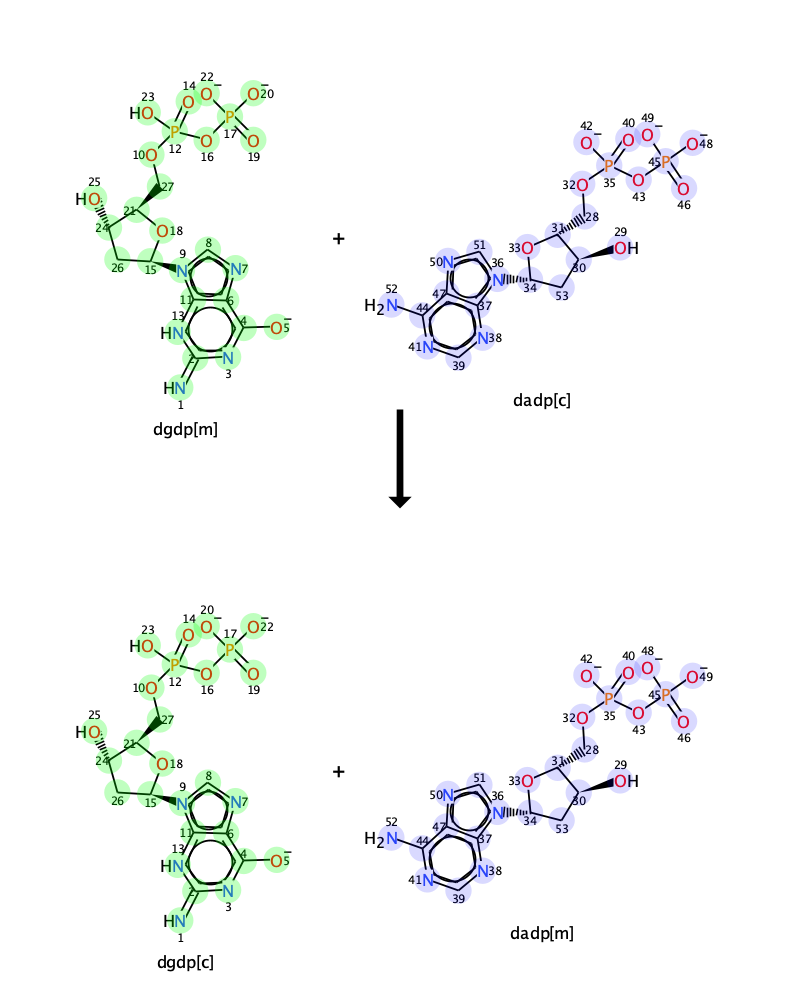 22 14 O− O− 20
23 HO O P 17
P 12 O 16 O 19
10 O
25 27
HO 21
24 O 18
26 15 9 8
N N 7
11 6
13 HN 4 O− 5
2 N 3
HN
1
dgdp[m]
+
49
42 O− 40 O O− O− 48
P 35 45 P
32 O O 43 O 46
28
31 29
33 O OH
51 30
50 N 36 N 34 53
52 47
H2N 44 37
N 38
41 N
39
dadp[c]
20 14 O− O− 22
23 HO O P 17
P 12 O 16 O 19
10 O
25 27
HO 21
24 O 18
26 15 9 8
N N 7
11 6
13 HN 4 O− 5
2 N 3
HN
1
dgdp[c]
+
48
42 O− 40 O O− O− 49
P 35 45 P
32 O O 43 O 46
28
31 29
33 O OH
51 30
50 N 36 N 34 53
52 47
H2N 44 37
N 38
41 N
39
dadp[m]